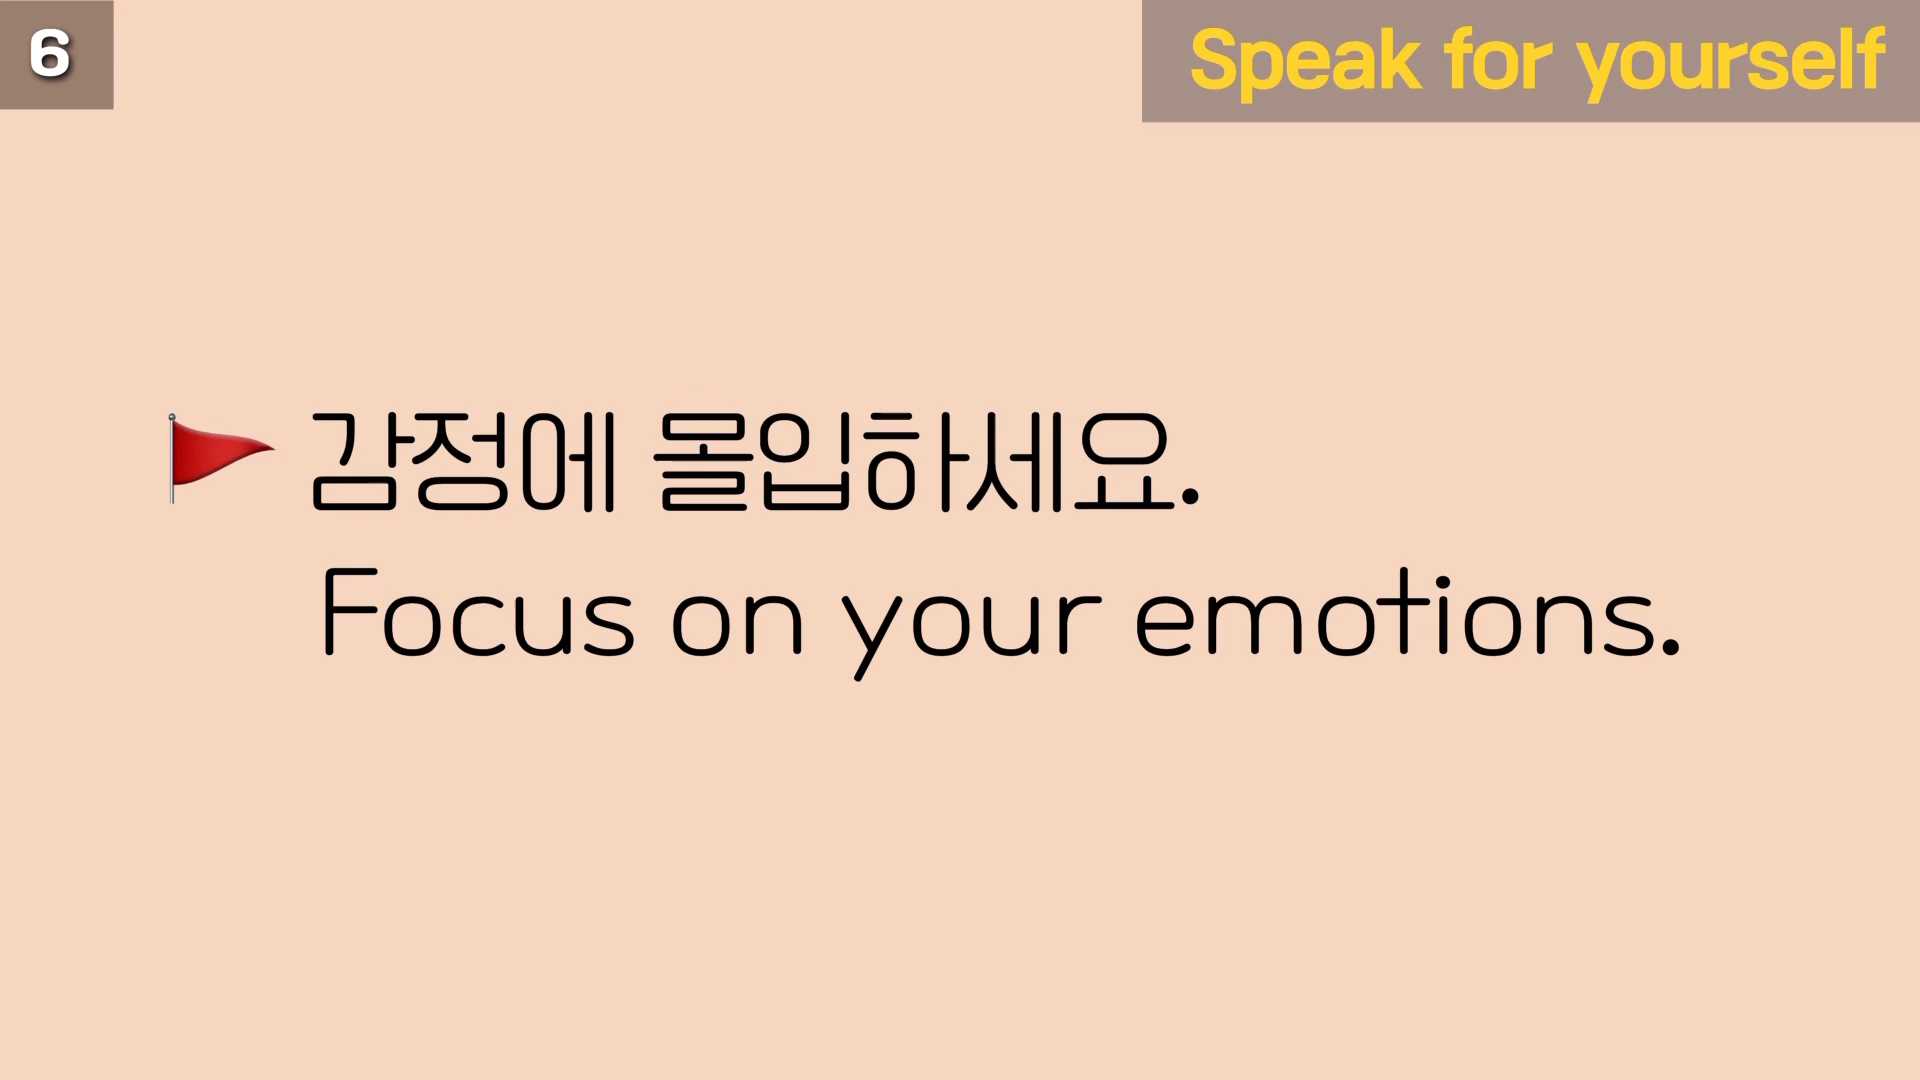 6
Speak for yourself
감정에 몰입하세요.
Focus on your emotions.